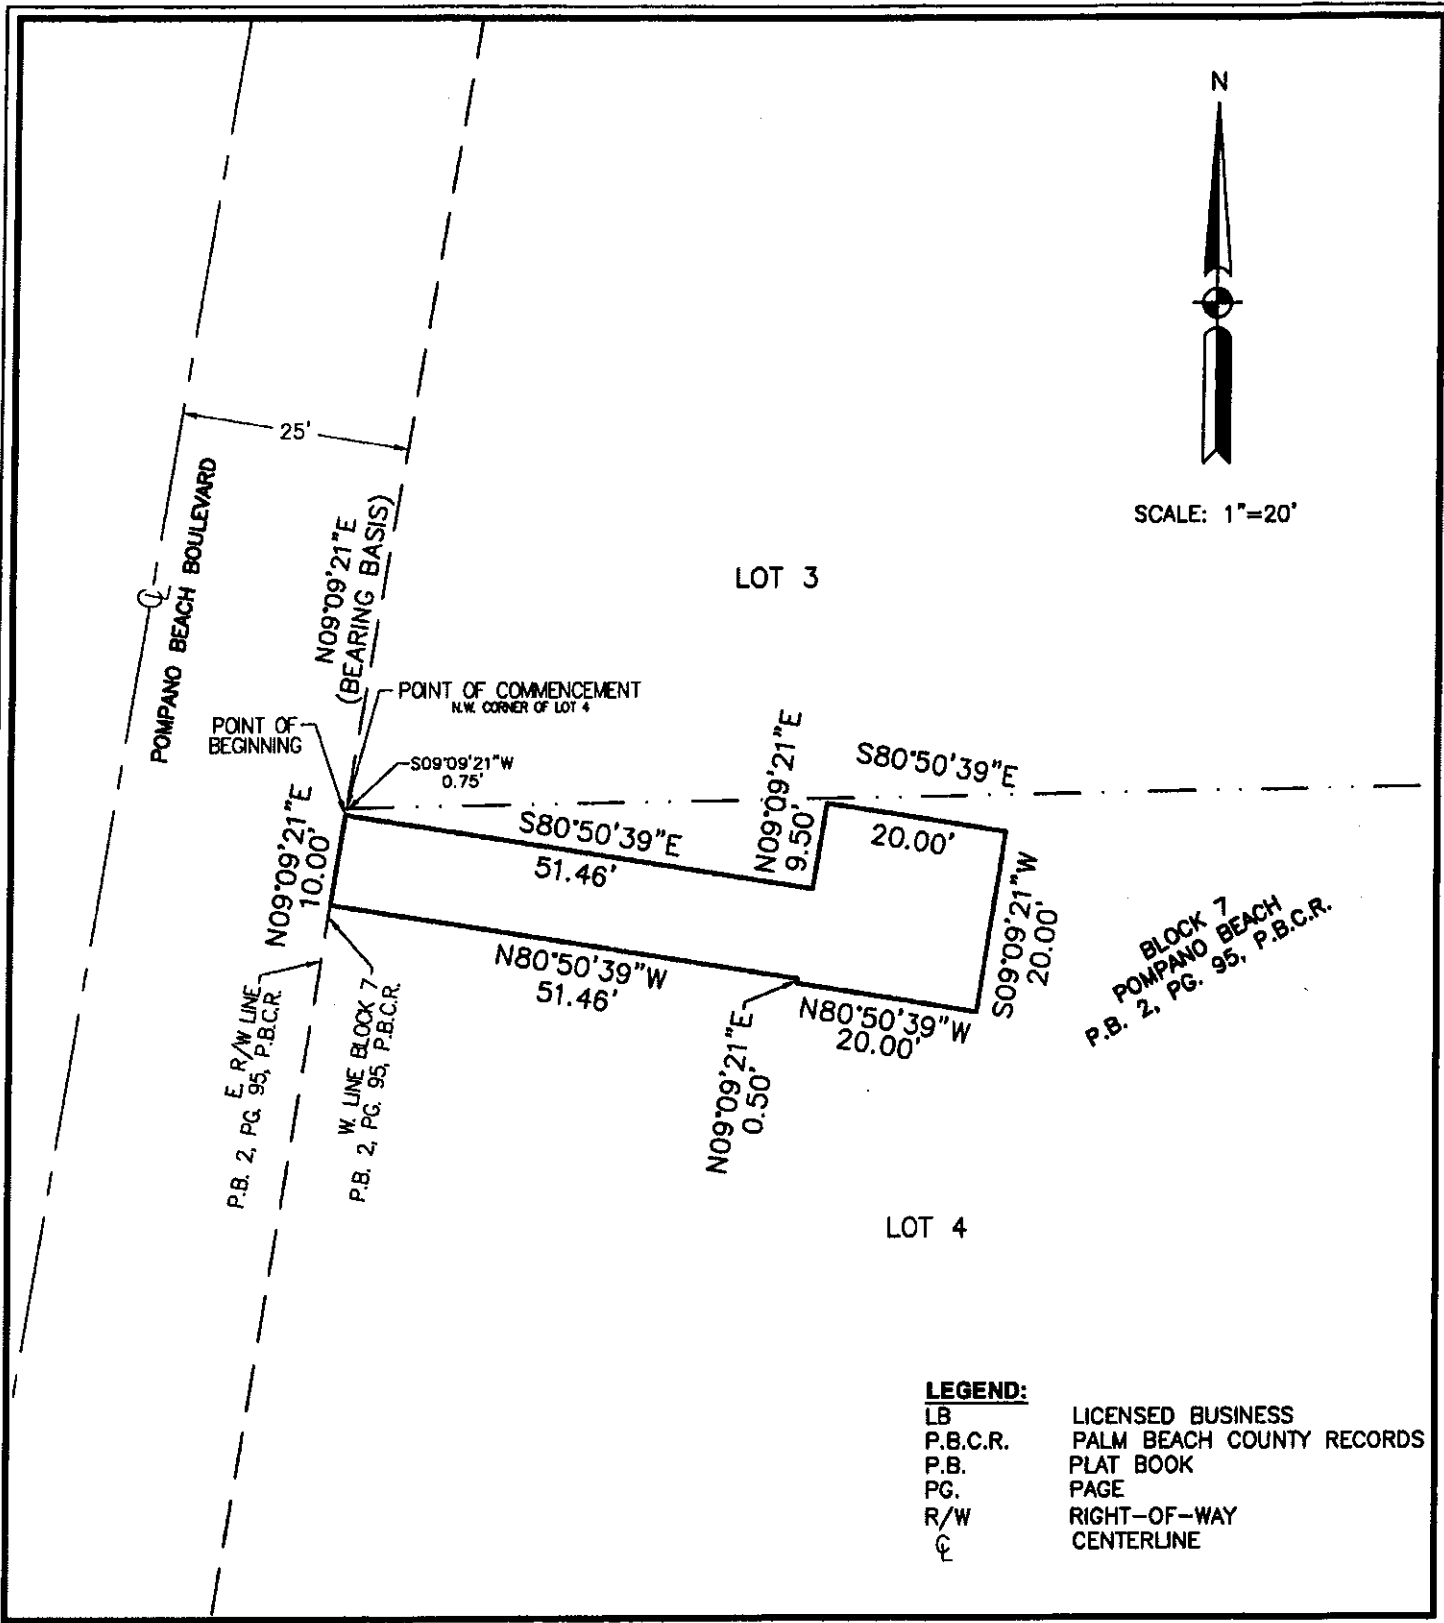 N
SCALE: 1"=20'
25'
POMPANO BEACH BOULEVARD
N09°09'21"E
(BEARING BASIS)
LOT 3
POINT OF COMMENCEMENT
N.W. CORNER OF LOT 4
POINT OF
BEGINNING
S09°09'21"W
0.75'
N09°09'21"E
10.00'
S80°50'39"E
51.46'
N09°09'21"E
9.50'
S80°50'39"E
20.00'
S09°09'21"W
20.00'
N80°50'39"W
20.00'
N09°09'21"E
0.50'
N80°50'39"W
51.46'
E. R/W LINE
P.B. 2, PG. 95, P.B.C.R.
W. LINE BLOCK 7
P.B. 2, PG. 95, P.B.C.R.
BLOCK 7
POMPANO BEACH
P.B. 2, PG. 95, P.B.C.R.
LOT 4
LEGEND:
LB LICENSED BUSINESS
P.B.C.R. PALM BEACH COUNTY RECORDS
P.B. PLAT BOOK
PG. PAGE
R/W RIGHT-OF-WAY
℄ CENTERLINE